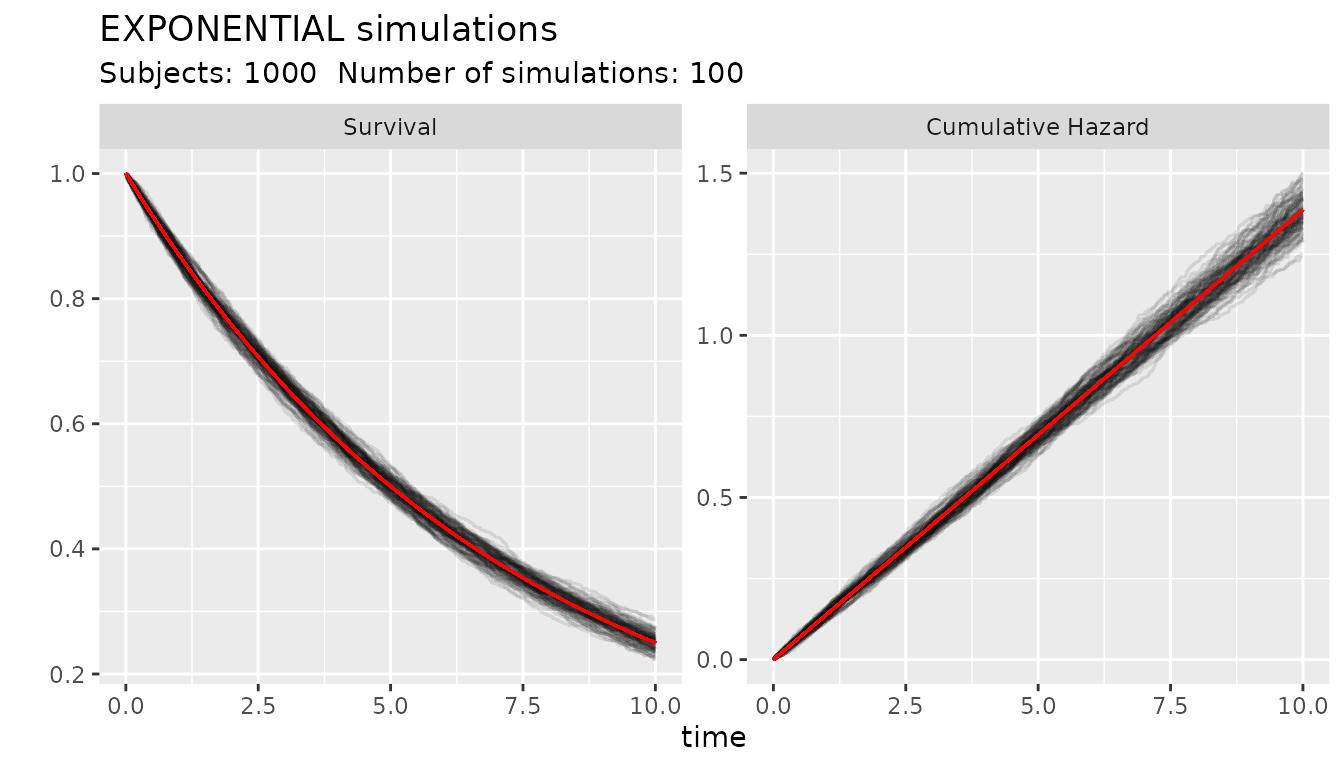 EXPONENTIAL simulations
Subjects: 1000  Number of simulations: 100
Survival
Cumulative Hazard
1.0
0.8
0.6
0.4
0.2
0.0 2.5 5.0 7.5 10.0
1.5
1.0
0.5
0.0
0.0 2.5 5.0 7.5 10.0
time